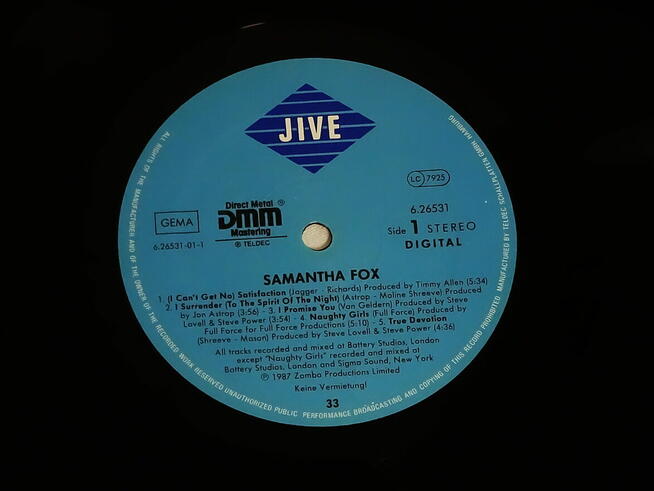 JIVE
LC 7925
GEMA
6.26531-01-1
Direct Metal
DMM
Mastering
® TELDEC
6.26531
Side 1 STEREO
DIGITAL
SAMANTHA FOX
1. (I Can't Get No) Satisfaction (Jagger - Richards) Produced by Timmy Allen (5:34)
2. I Surrender (To The Spirit Of The Night) (Astrop - Maline Shreeve) Produced
by Jon Astrop (3:56) - 3. I Promise You (Van Geldern) Produced by Steve
Lovell & Steve Power (3:54) - 4. Naughty Girls (Full Force) Produced by
Full Force for Full Force Productions (5:10) - 5. True Devotion
(Shreeve - Mason) Produced by Steve Lovell & Steve Power (4:36)
All tracks recorded and mixed at Battery Studios, London
except "Naughty Girls" recorded and mixed at
Battery Studios, London and Sigma Sound, New York
℗ 1987 Zomba Productions Limited
Keine Vermietung!
33
ALL RIGHTS OF THE MANUFACTURER AND OF THE OWNER OF THE RECORDED WORK RESERVED UNAUTHORIZED PUBLIC PERFORMANCE BROADCASTING AND COPYING OF THIS RECORD PROHIBITED MANUFACTURED BY TELDEC SCHALLPLATTEN GMBH HAMBURG